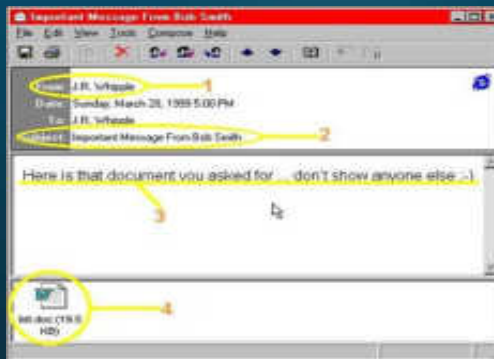 Important Message From Bob Smith
File Edit View Tools Compose Help
From: J.R. Whipple
1
Date: Sunday, March 28, 1999 5:00 PM
To: J.R. Whipple
Subject: Important Message From Bob Smith
2
Here is that document you asked for ... don't show anyone else ;-)
3
list.doc (19.5
KB)
4